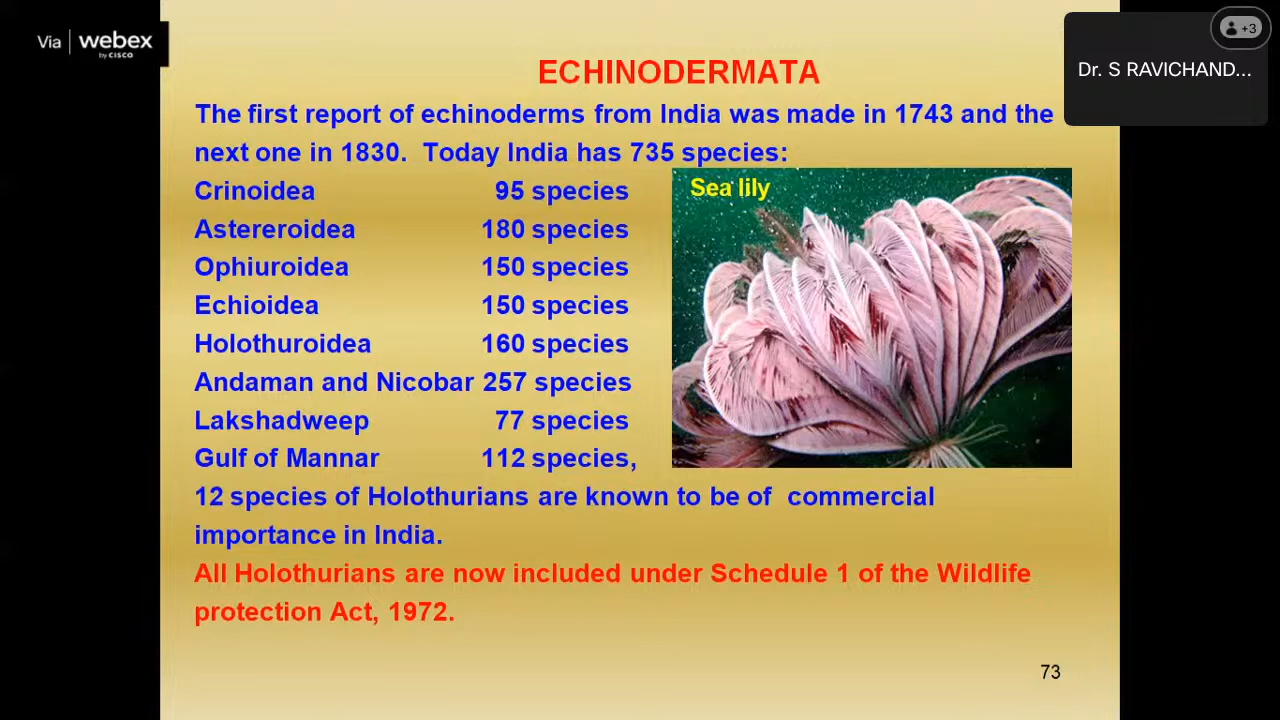 Via webex
by CISCO
+3
Dr. S RAVICHAND...
ECHINODERMATA
The first report of echinoderms from India was made in 1743 and the
next one in 1830. Today India has 735 species:
Sea lily
Crinoidea 95 species
Astereroidea 180 species
Ophiuroidea 150 species
Echioidea 150 species
Holothuroidea 160 species
Andaman and Nicobar 257 species
Lakshadweep 77 species
Gulf of Mannar 112 species,
12 species of Holothurians are known to be of commercial
importance in India.
All Holothurians are now included under Schedule 1 of the Wildlife
protection Act, 1972.
73